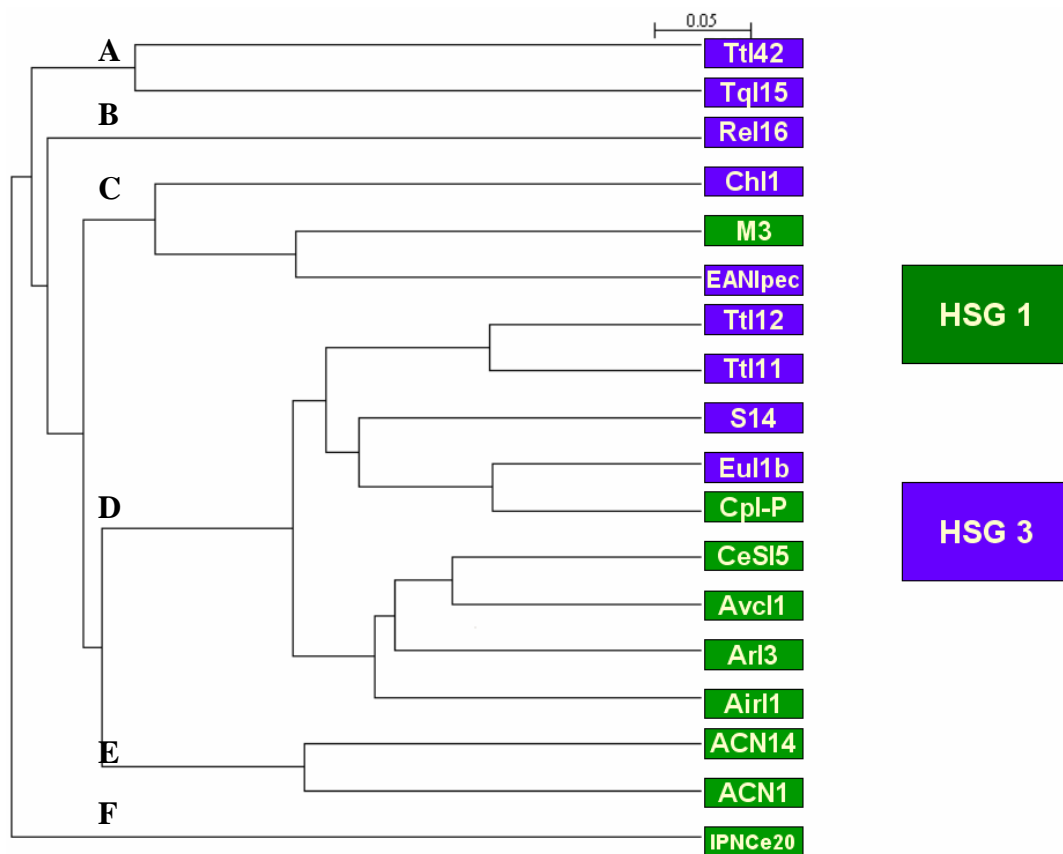 0.05
A
Ttl42
Tql15
B
Rel16
C
Chl1
M3
EANlpec
HSG 1
Ttl12
Ttl11
S14
Eul1b
D
Cpl-P
HSG 3
CeSl5
Avcl1
Arl3
Airl1
E
ACN14
ACN1
F
IPNCe20